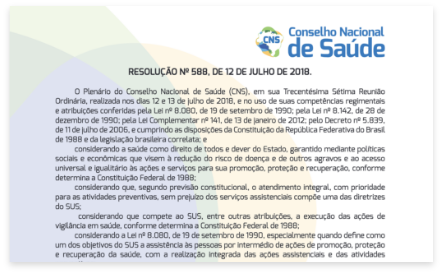 CNS
Conselho Nacional
de Saúde
RESOLUÇÃO Nº 588, DE 12 DE JULHO DE 2018.
O Plenário do Conselho Nacional de Saúde (CNS), em sua Trecentésima Sétima Reunião
Ordinária, realizada nos dias 12 e 13 de julho de 2018, e no uso de suas competências regimentais
e atribuições conferidas pela Lei nº 8.080, de 19 de setembro de 1990; pela Lei nº 8.142, de 28 de
dezembro de 1990; pela Lei Complementar nº 141, de 13 de janeiro de 2012; pelo Decreto nº 5.839,
de 11 de julho de 2006, e cumprindo as disposições da Constituição da República Federativa do Brasil
de 1988 e da legislação brasileira correlata; e
considerando a saúde como direito de todos e dever do Estado, garantido mediante políticas
sociais e econômicas que visem à redução do risco de doença e de outros agravos e ao acesso
universal e igualitário às ações e serviços para sua promoção, proteção e recuperação, conforme
determina a Constituição Federal de 1988;
considerando que, segundo previsão constitucional, o atendimento integral, com prioridade
para as atividades preventivas, sem prejuízo dos serviços assistenciais compõe uma das diretrizes
do SUS;
considerando que compete ao SUS, entre outras atribuições, a execução das ações de
vigilância em saúde, conforme determina a Constituição Federal de 1988;
considerando a Lei nº 8.080, de 19 de setembro de 1990, especialmente quando define como
um dos objetivos do SUS a assistência às pessoas por intermédio de ações de promoção, proteção
e recuperação da saúde, com a realização integrada das ações assistenciais e das atividades